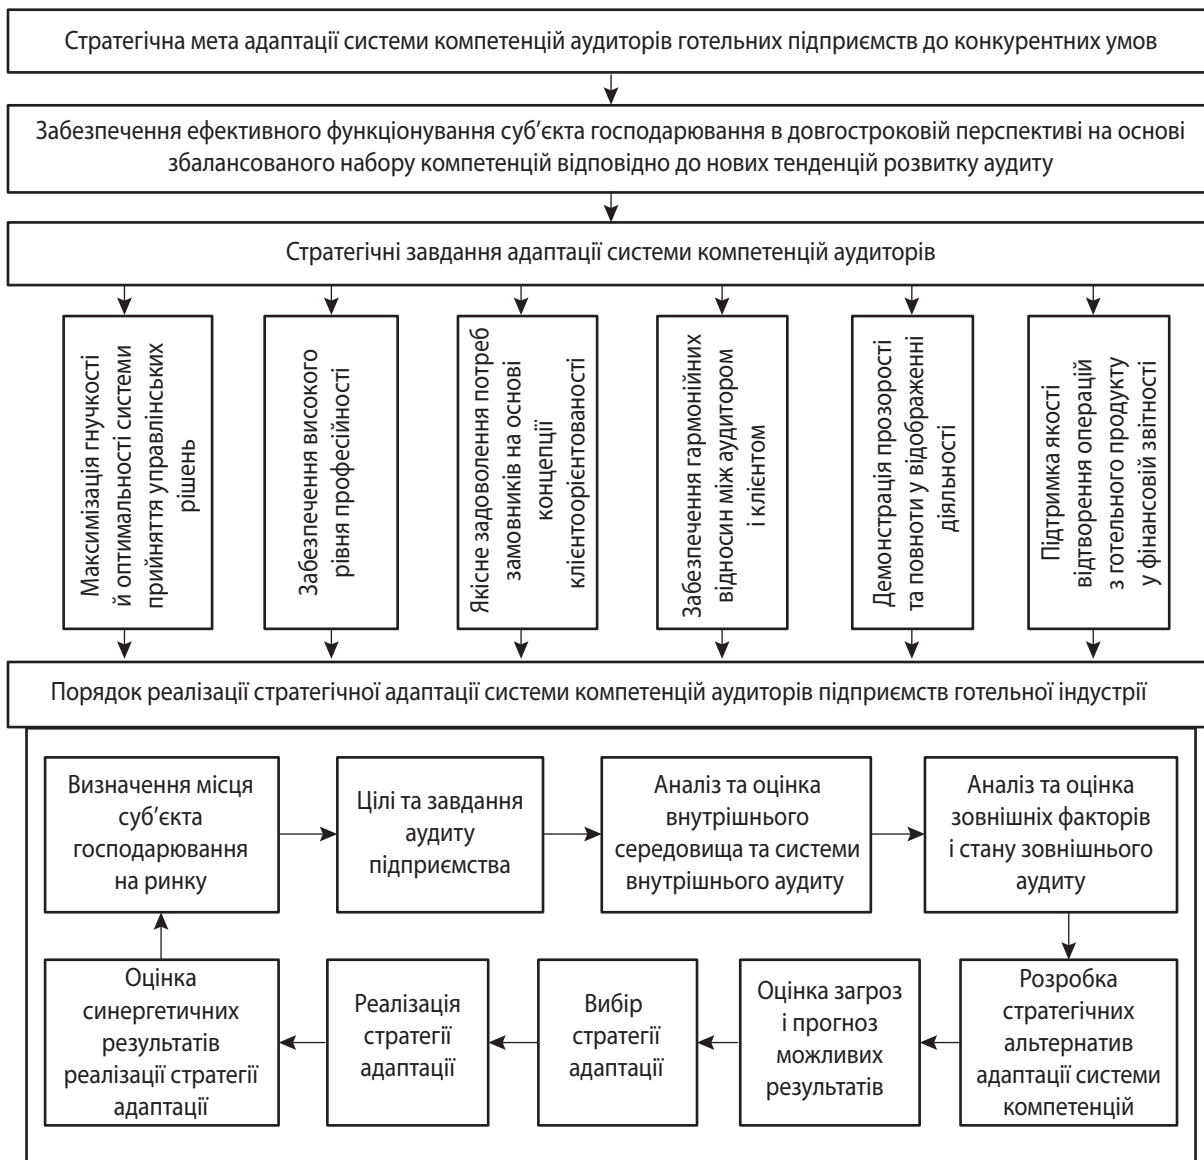 Стратегічна мета адаптації системи компетенцій аудиторів готельних підприємств до конкурентних умов
Забезпечення ефективного функціонування суб’єкта господарювання в довгостроковій перспективі на основі
збалансованого набору компетенцій відповідно до нових тенденцій розвитку аудиту
Стратегічні завдання адаптації системи компетенцій аудиторів
Максимізація гнучкості
й оптимальності системи
прийняття управлінських
рішень
Забезпечення високого
рівня професійності
Якісне задоволення потреб
замовників на основі
концепції
клієнтоорієнтованості
Забезпечення гармонійних
відносин між аудитором
і клієнтом
Демонстрація прозорості
та повноти у відображенні
діяльності
Підтримка якості
відтворення операцій
з готельного продукту
у фінансовій звітності
Порядок реалізації стратегічної адаптації системи компетенцій аудиторів підприємств готельної індустрії
Визначення місця
суб’єкта
господарювання
на ринку
Цілі та завдання
аудиту
підприємства
Аналіз та оцінка
внутрішнього
середовища та системи
внутрішнього аудиту
Аналіз та оцінка
зовнішніх факторів
і стану зовнішнього
аудиту
Оцінка
синергетичних
результатів
реалізації стратегії
адаптації
Реалізація
стратегії
адаптації
Вибір
стратегії
адаптації
Оцінка загроз
і прогноз
можливих
результатів
Розробка
стратегічних
альтернатив
адаптації системи
компетенцій